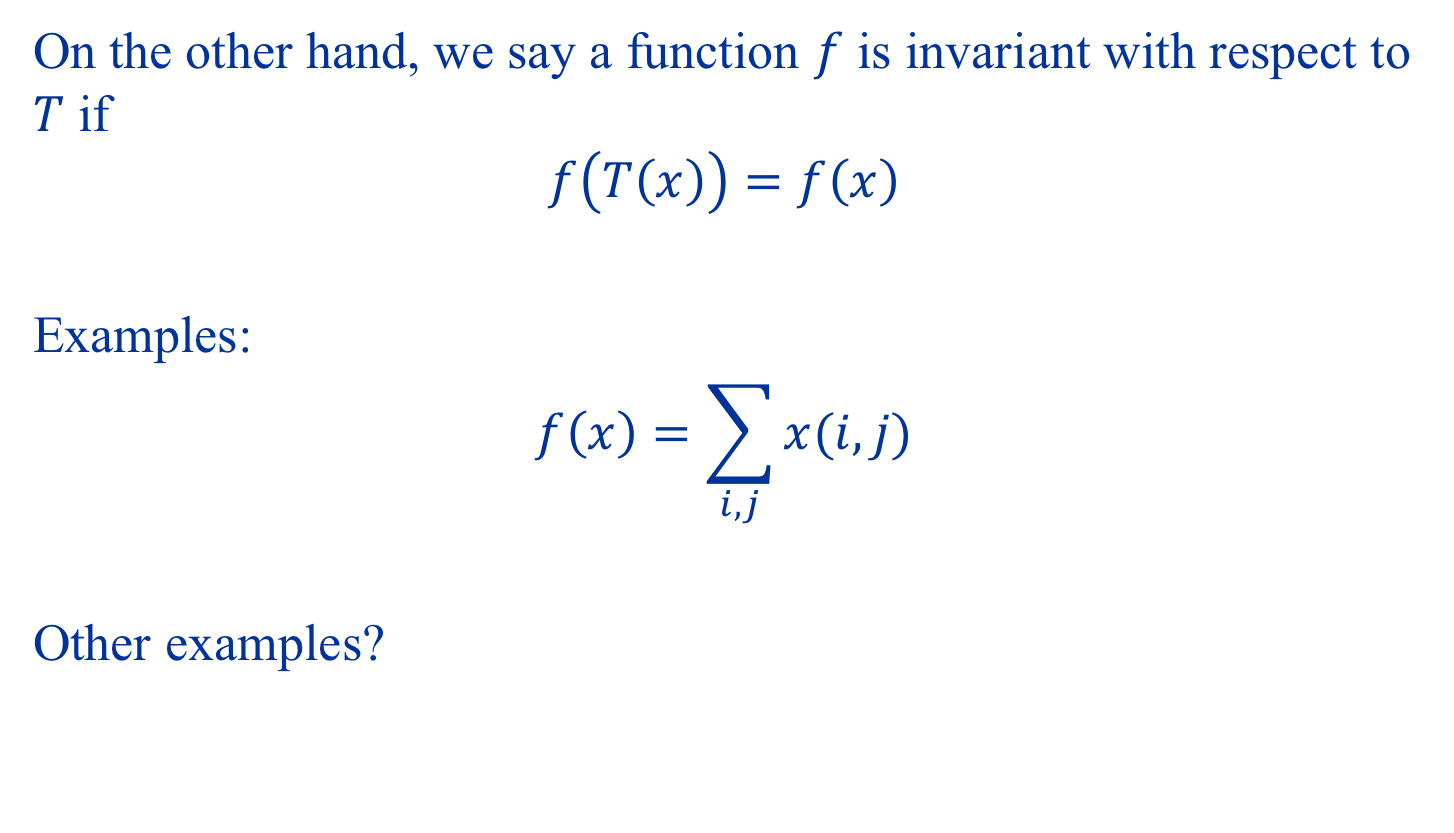 On the other hand, we say a function 𝑓 is invariant with respect to
𝑇 if
𝑓(𝑇(𝑥)) = 𝑓(𝑥)
Examples:
𝑓(𝑥) = ∑ 𝑥(𝑖, 𝑗)
𝑖,𝑗
Other examples?